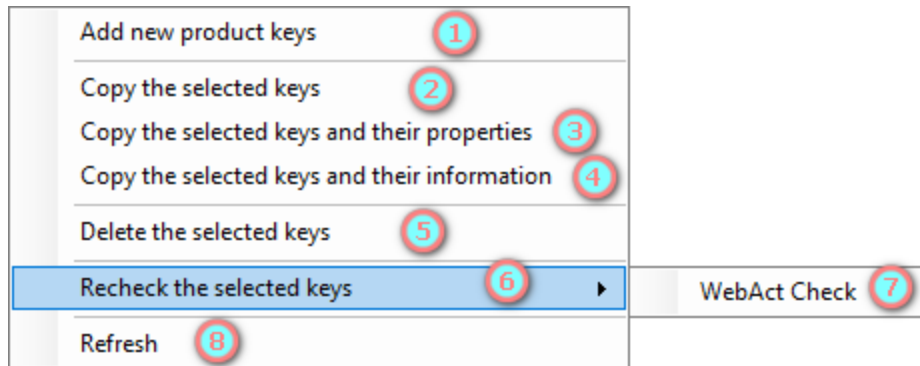 Add new product keys 1
Copy the selected keys 2
Copy the selected keys and their properties 3
Copy the selected keys and their information 4
Delete the selected keys 5
Recheck the selected keys 6
WebAct Check 7
Refresh 8